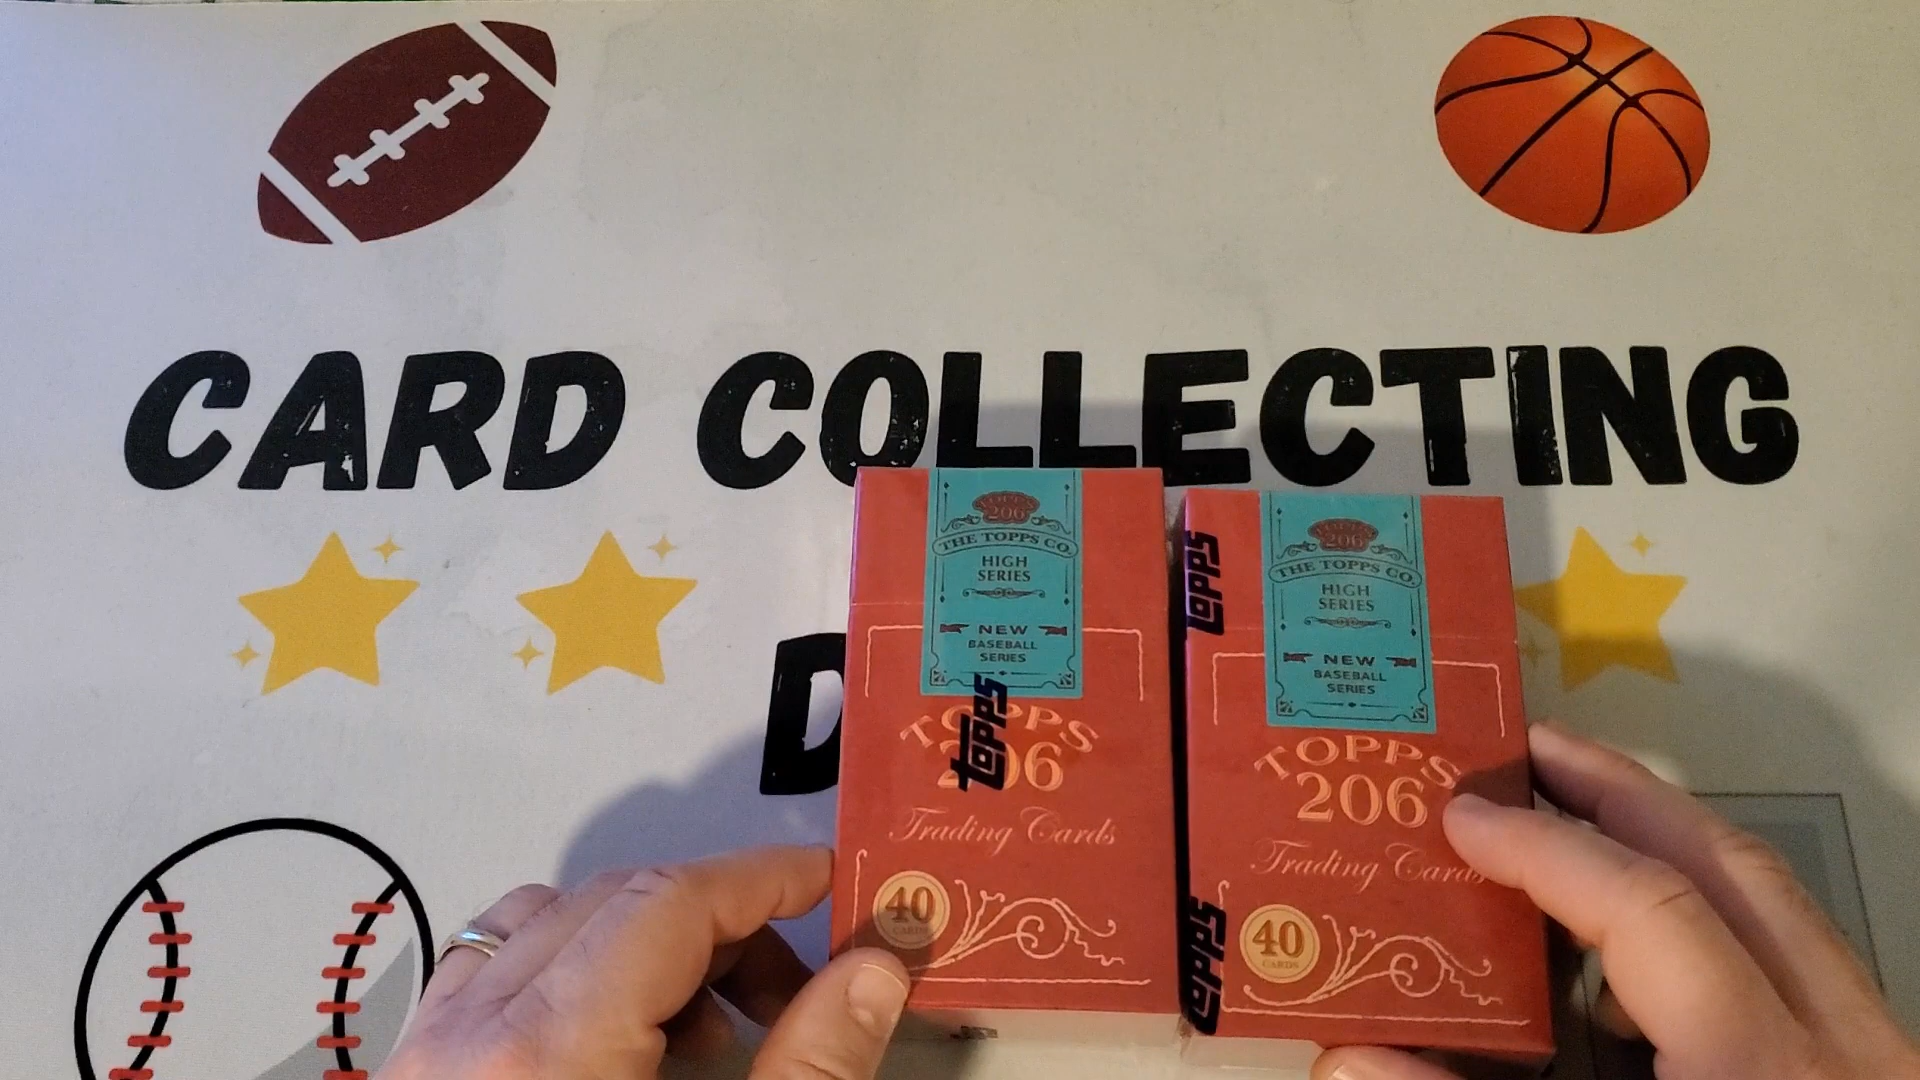 CARD COLLECTING
D
TOPPS
206
THE TOPPS CO.
HIGH
SERIES
NEW
BASEBALL
SERIES
TOPPS
206
Trading Cards
40
CARDS
topps
TOPPS
206
THE TOPPS CO.
HIGH
SERIES
NEW
BASEBALL
SERIES
TOPPS
206
Trading Cards
40
CARDS
topps
topps